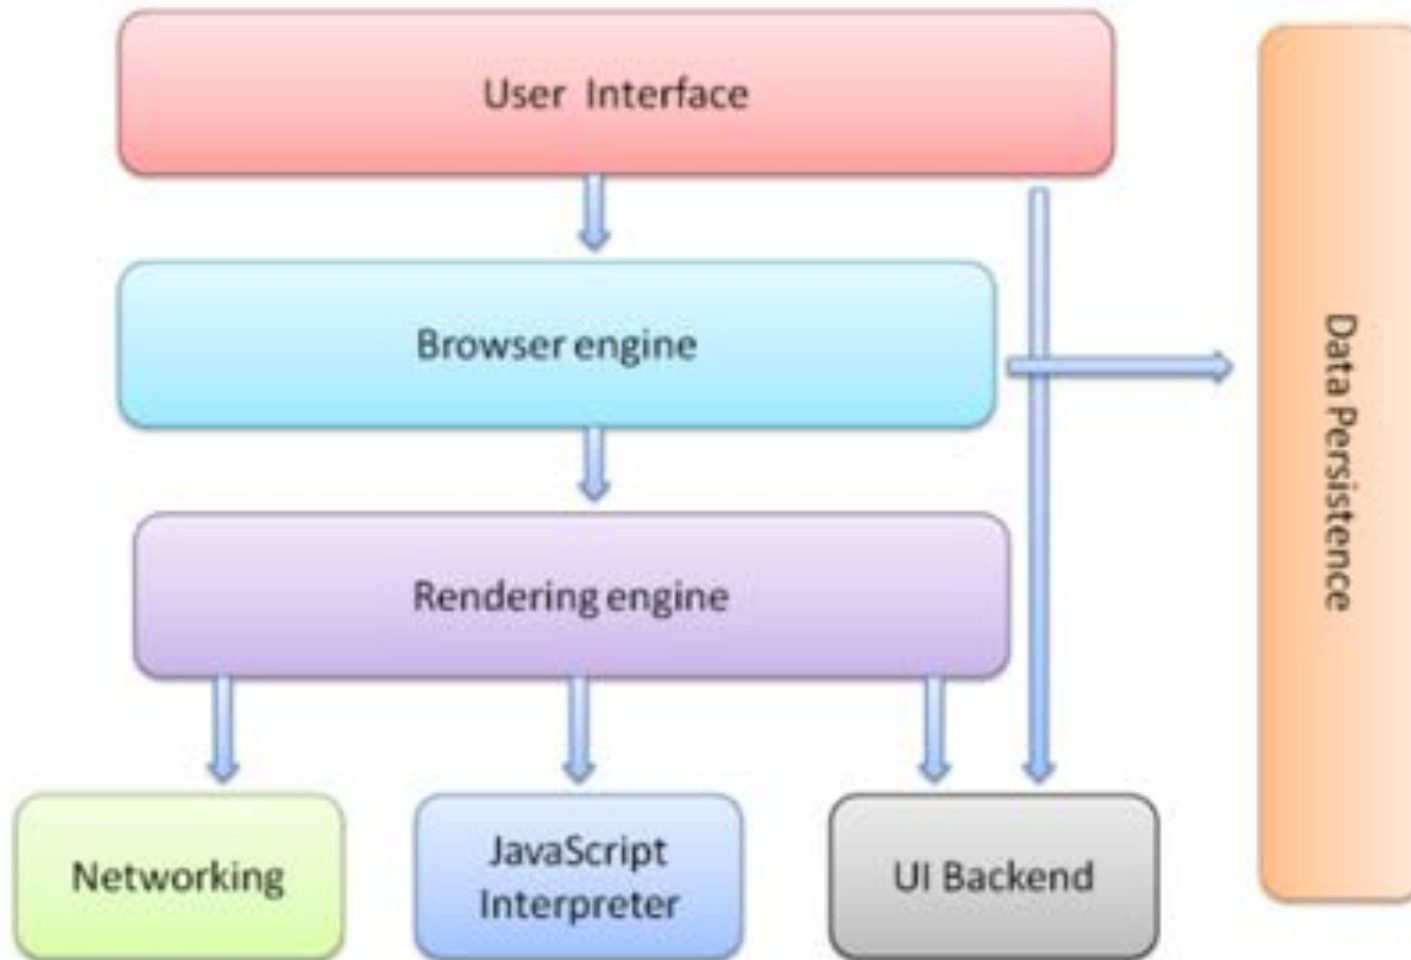 User Interface
Browser engine
Data Persistence
Rendering engine
Networking
JavaScript
Interpreter
UI Backend